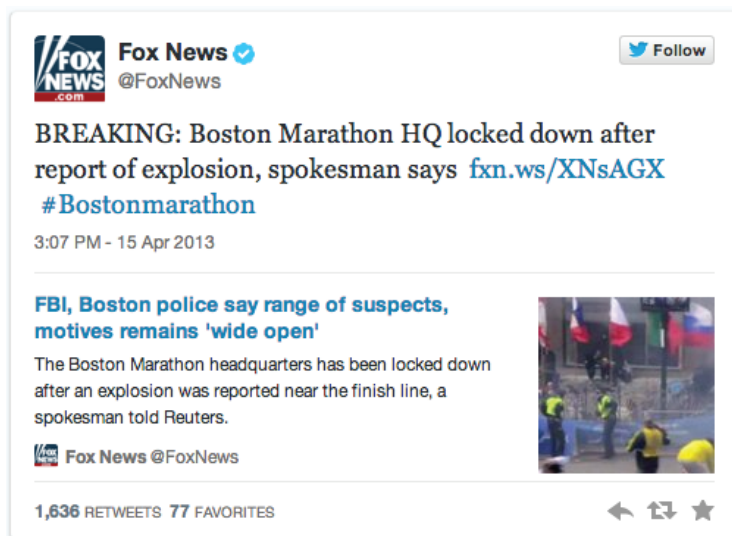 FOX
NEWS
.com
Fox News
@FoxNews
Follow
BREAKING: Boston Marathon HQ locked down after
report of explosion, spokesman says fxn.ws/XNsAGX
#Bostonmarathon
3:07 PM - 15 Apr 2013
FBI, Boston police say range of suspects,
motives remains 'wide open'
The Boston Marathon headquarters has been locked down
after an explosion was reported near the finish line, a
spokesman told Reuters.
FOX
NEWS
Fox News @FoxNews
1,636 RETWEETS 77 FAVORITES